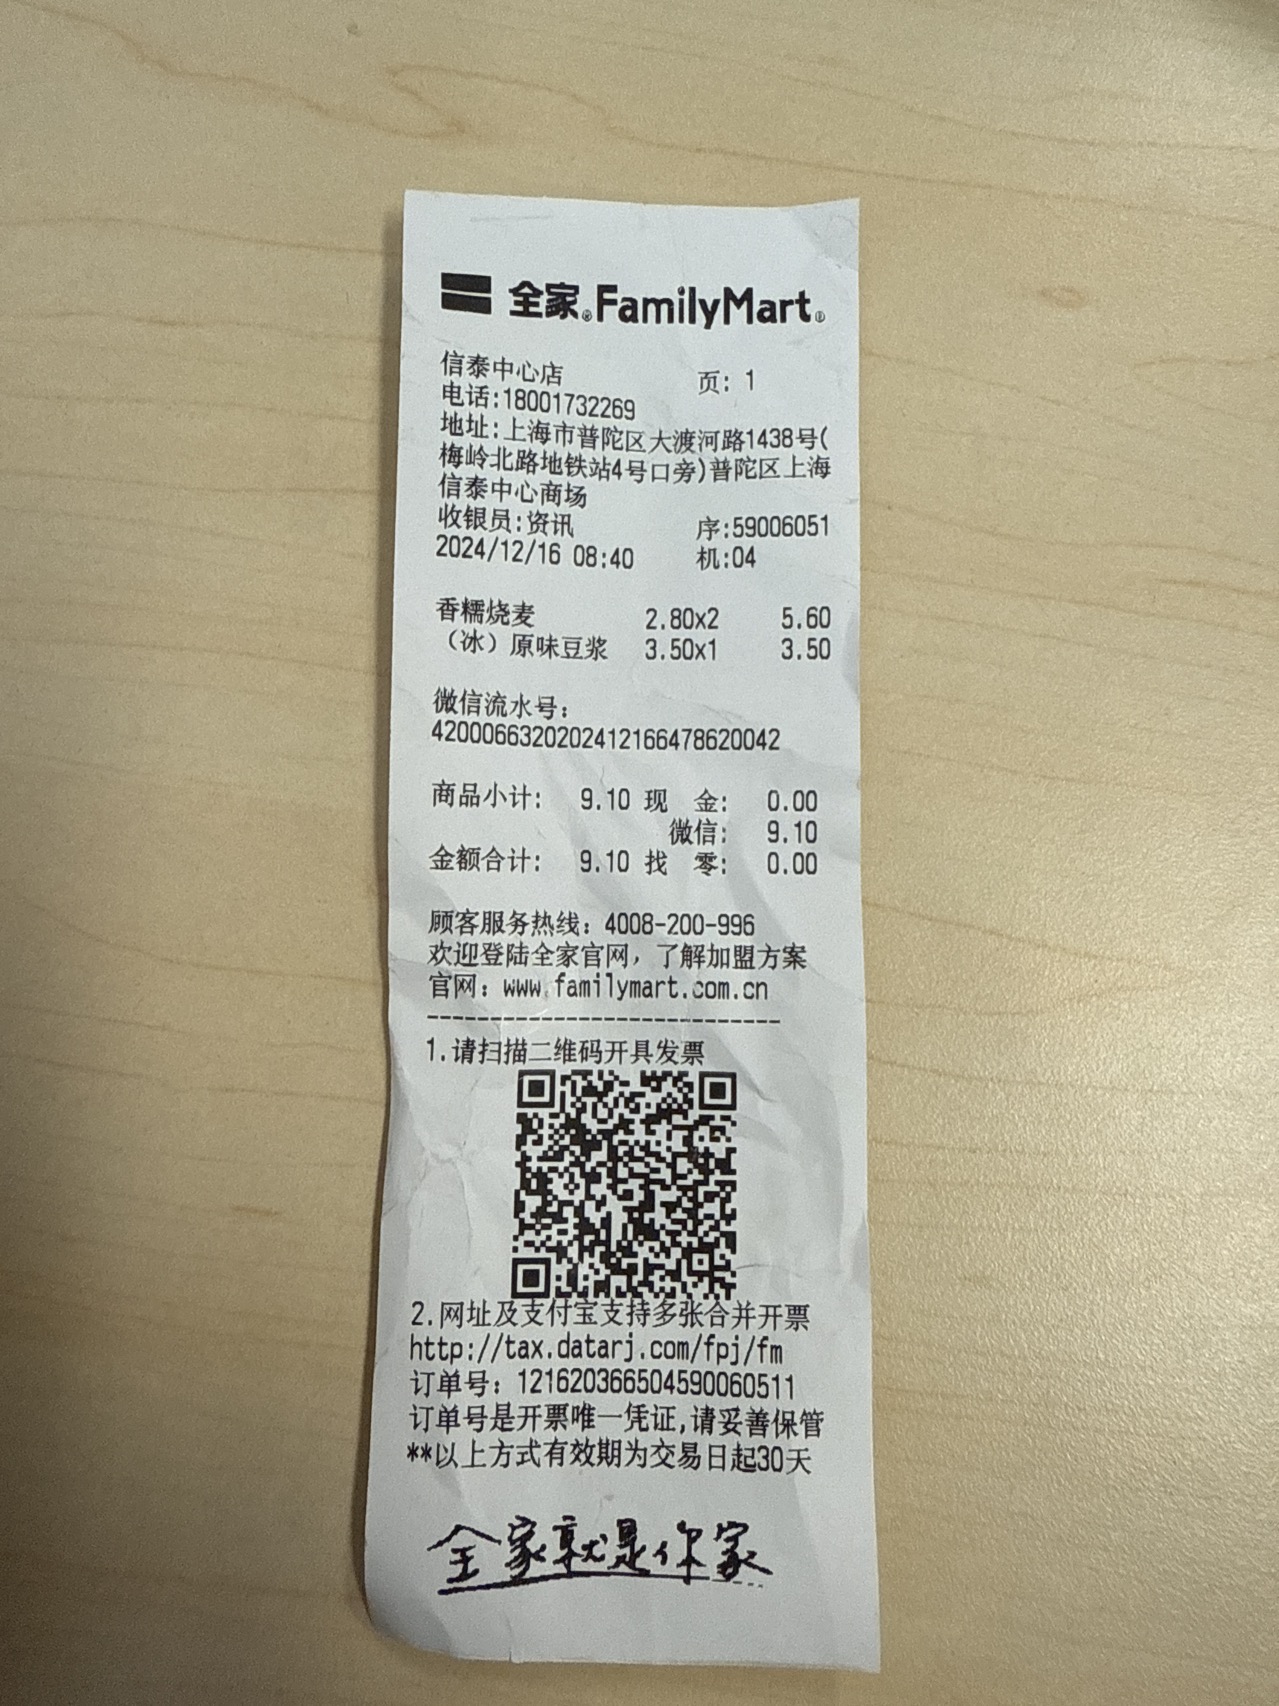 全家®FamilyMart®
信泰中心店 页: 1
电话:18001732269
地址:上海市普陀区大渡河路1438号(
梅岭北路地铁站4号口旁)普陀区上海
信泰中心商场
收银员:资讯 序:59006051
2024/12/16 08:40 机:04
香糯烧麦 2.80x2 5.60
（冰）原味豆浆 3.50x1 3.50
微信流水号:
4200066320202412166478620042
商品小计: 9.10 现 金: 0.00
微信: 9.10
金额合计: 9.10 找 零: 0.00
顾客服务热线: 4008-200-996
欢迎登陆全家官网，了解加盟方案
官网: www.familymart.com.cn
----------------------------
1.请扫描二维码开具发票
2.网址及支付宝支持多张合并开票
http://tax.datarj.com/fpj/fm
订单号: 121620366504590060511
订单号是开票唯一凭证,请妥善保管
**以上方式有效期为交易日起30天
全家就是你家